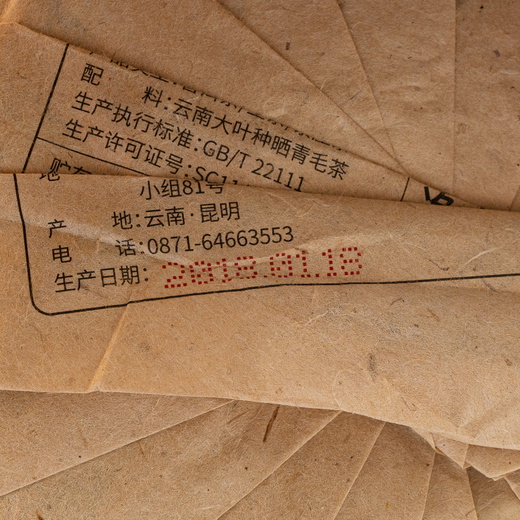 配 料：云南大叶种晒青毛茶
生产执行标准：GB/T 22111
生产许可证号：SC11
小组81号
产 地：云南·昆明
电 话：0871-64663553
生产日期：2018.01.18